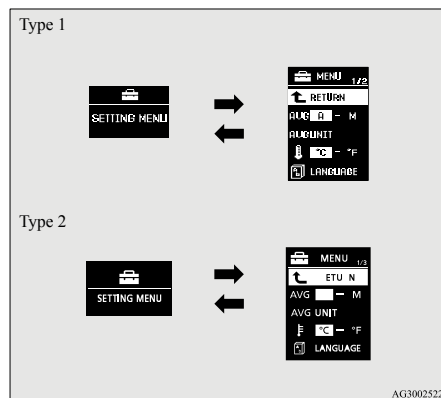 Type 1
SETTING MENU
MENU 1/2
RETURN
AVG A - M
AVG UNIT
°C - °F
LANGUAGE
Type 2
SETTING MENU
MENU 1/3
ETU N
AVG - M
AVG UNIT
°C - °F
LANGUAGE
AG3002522